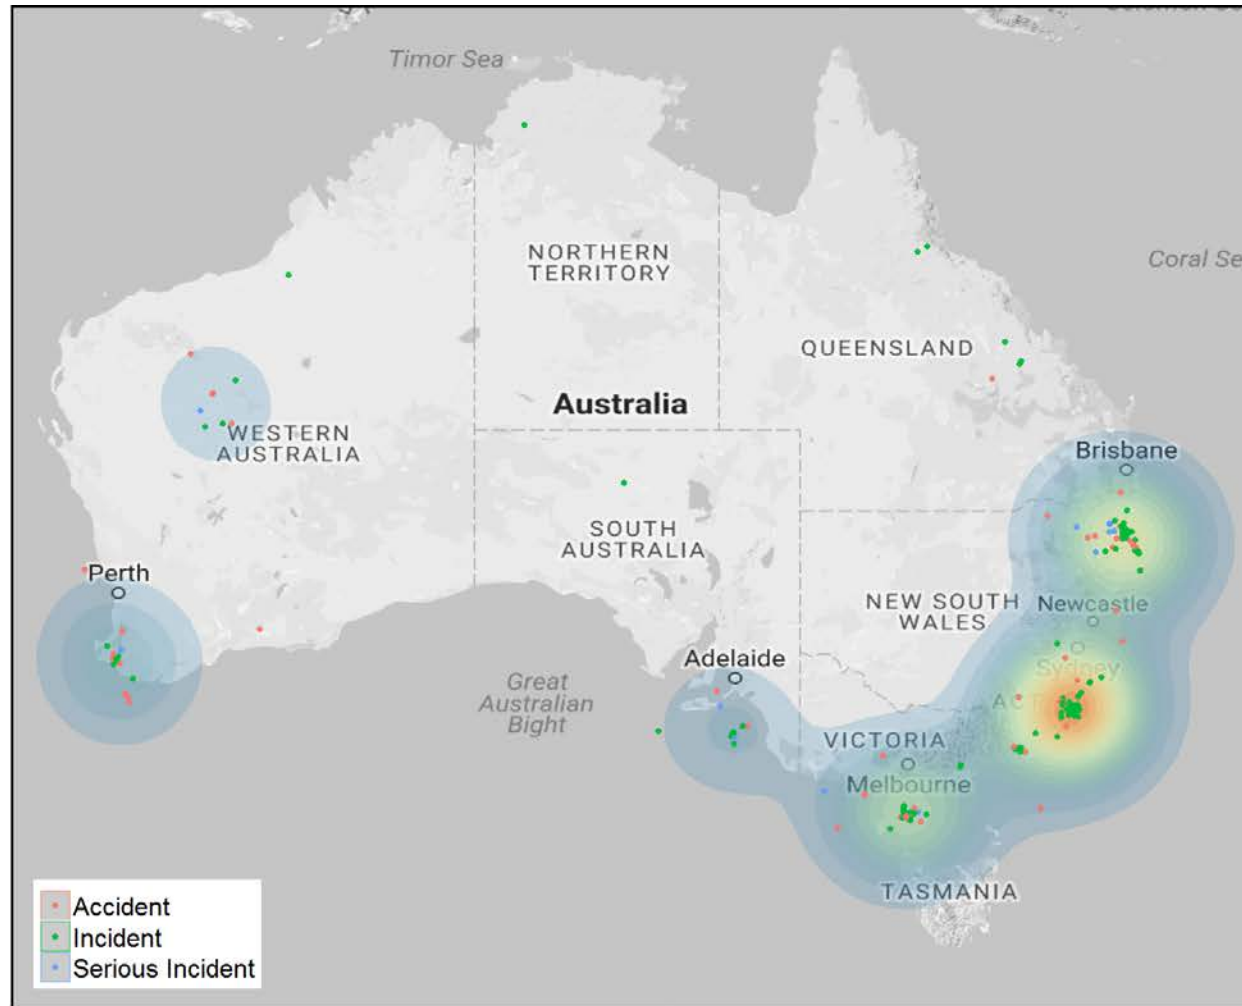 Timor Sea
NORTHERN
TERRITORY
Coral Se
QUEENSLAND
Australia
WESTERN
AUSTRALIA
Brisbane
SOUTH
AUSTRALIA
Perth
NEW SOUTH
WALES
Newcastle
Adelaide
Sydney
Great
Australian
Bight
ACT
VICTORIA
Melbourne
TASMANIA
Accident
Incident
Serious Incident